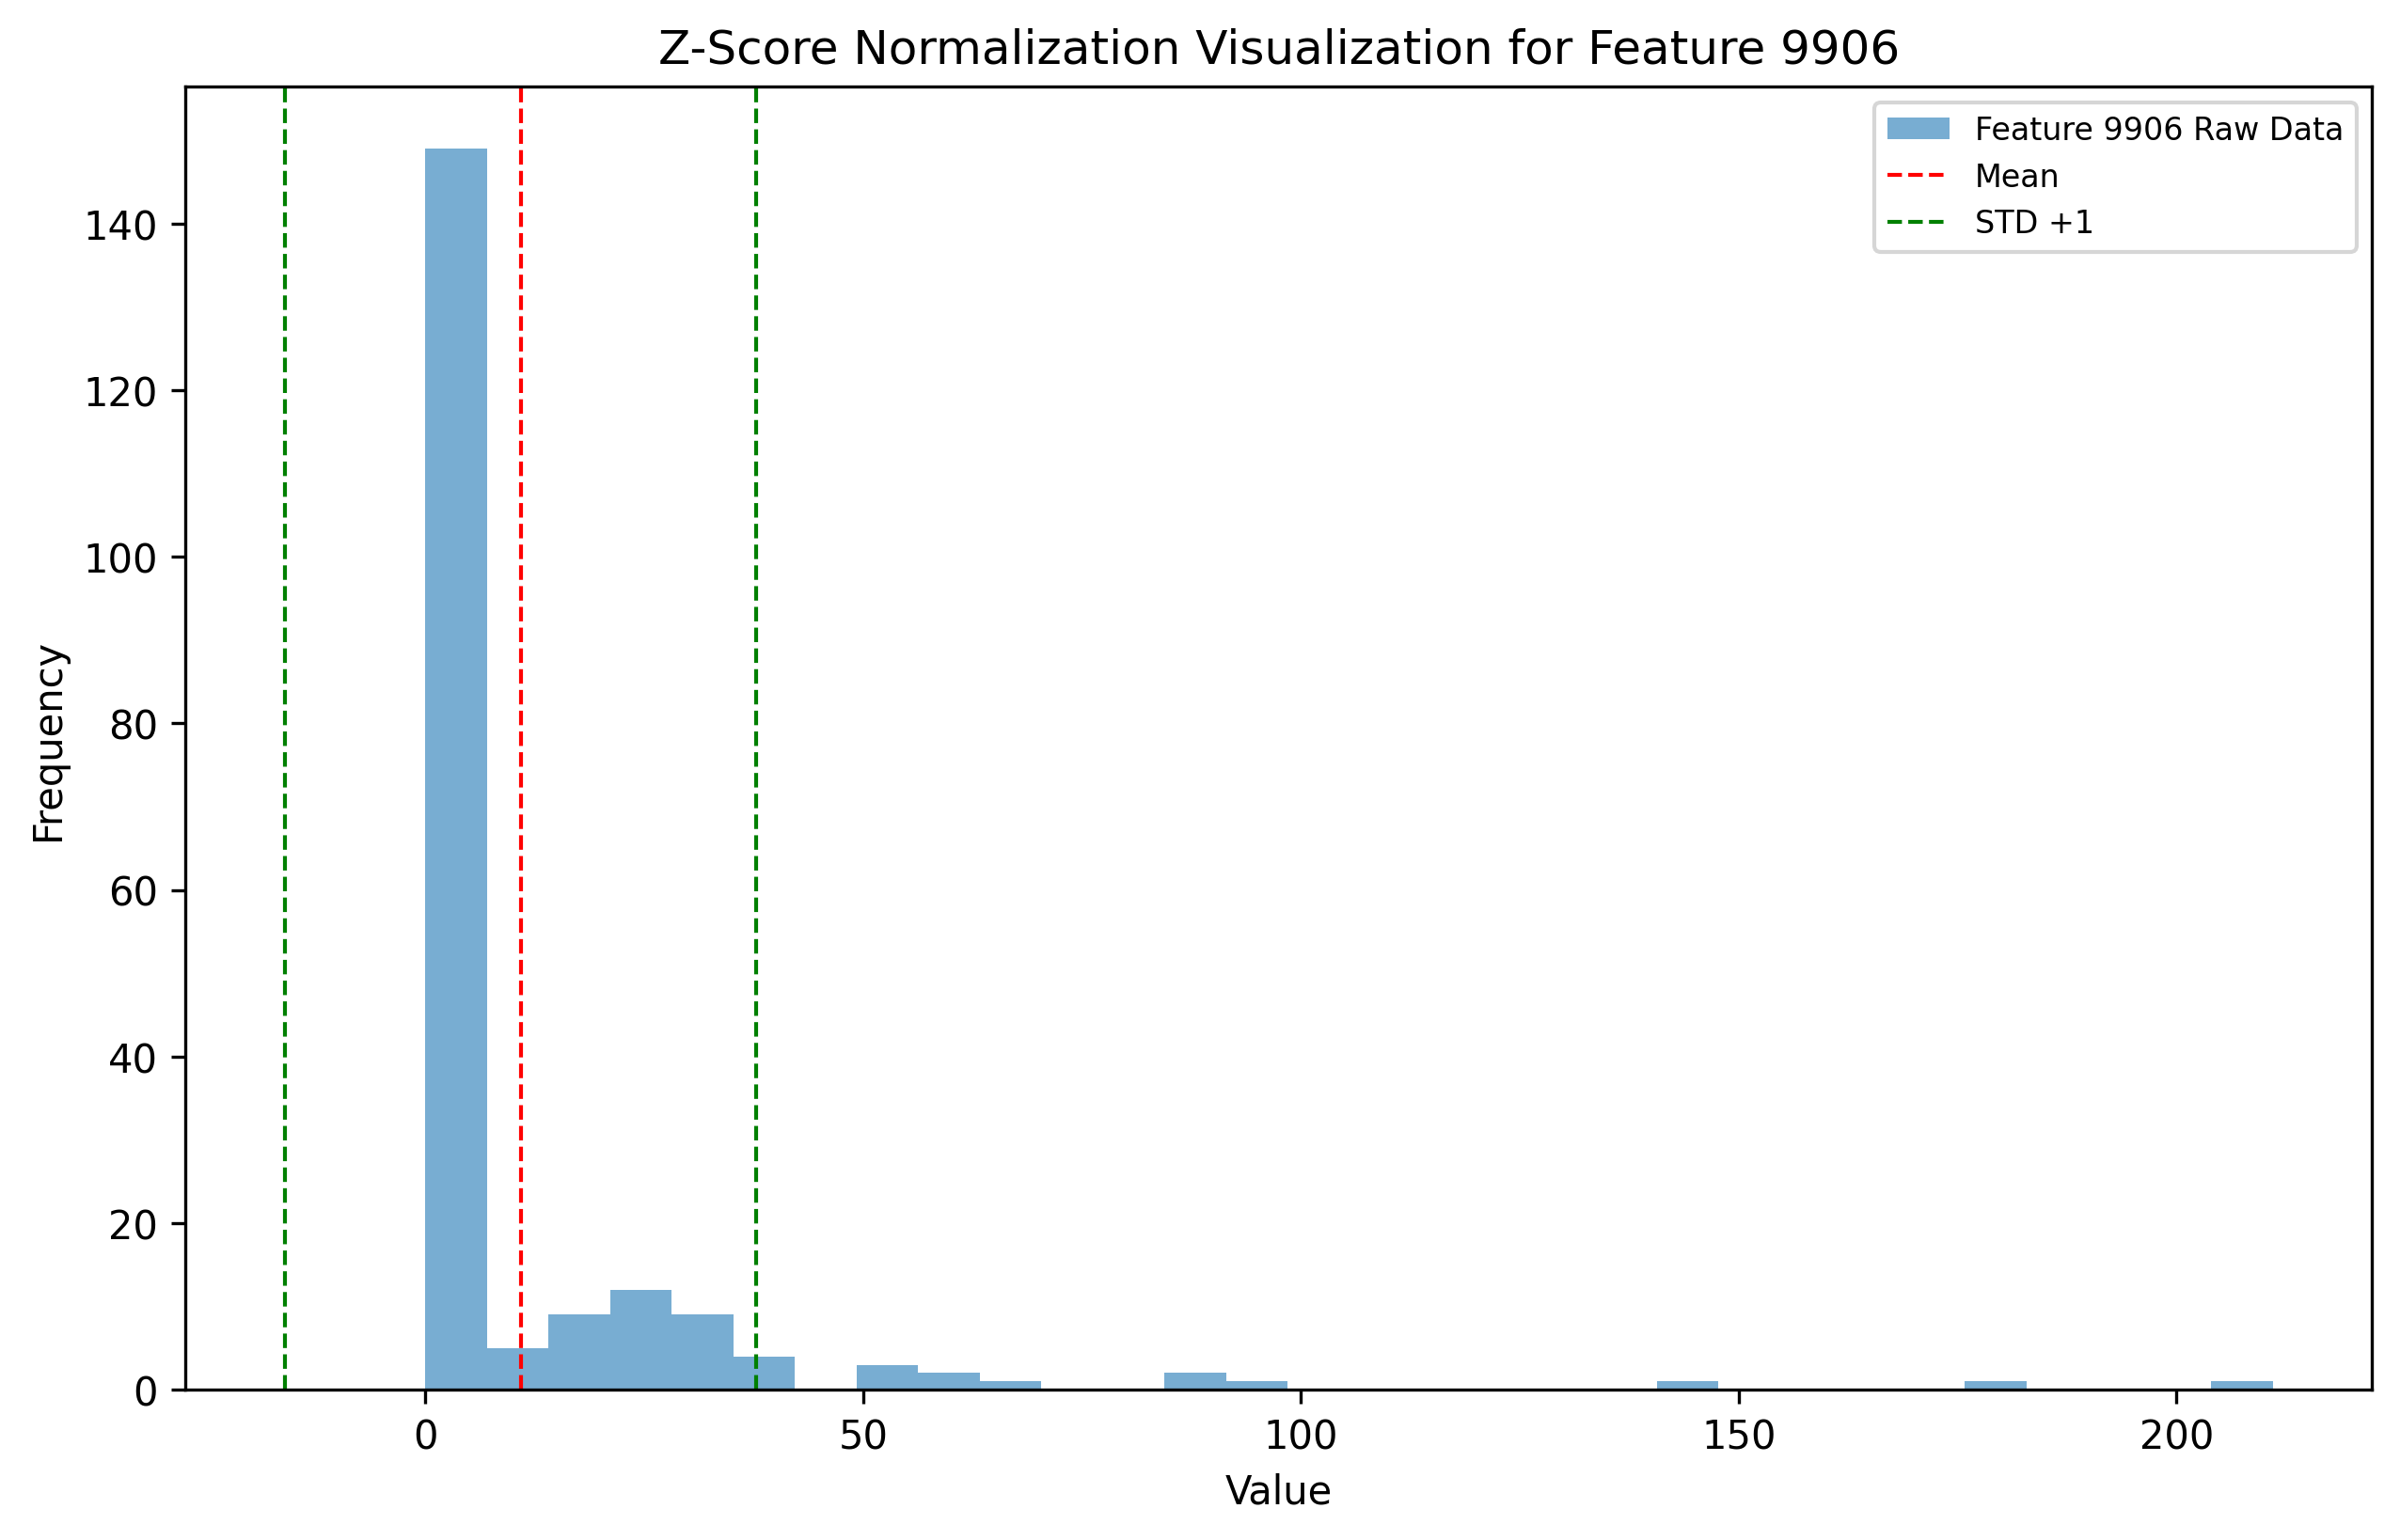 Z-Score Normalization Visualization for Feature 9906
Feature 9906 Raw Data
Mean
STD +1
140
120
100
80
60
40
20
0
Frequency
0 50 100 150 200
Value